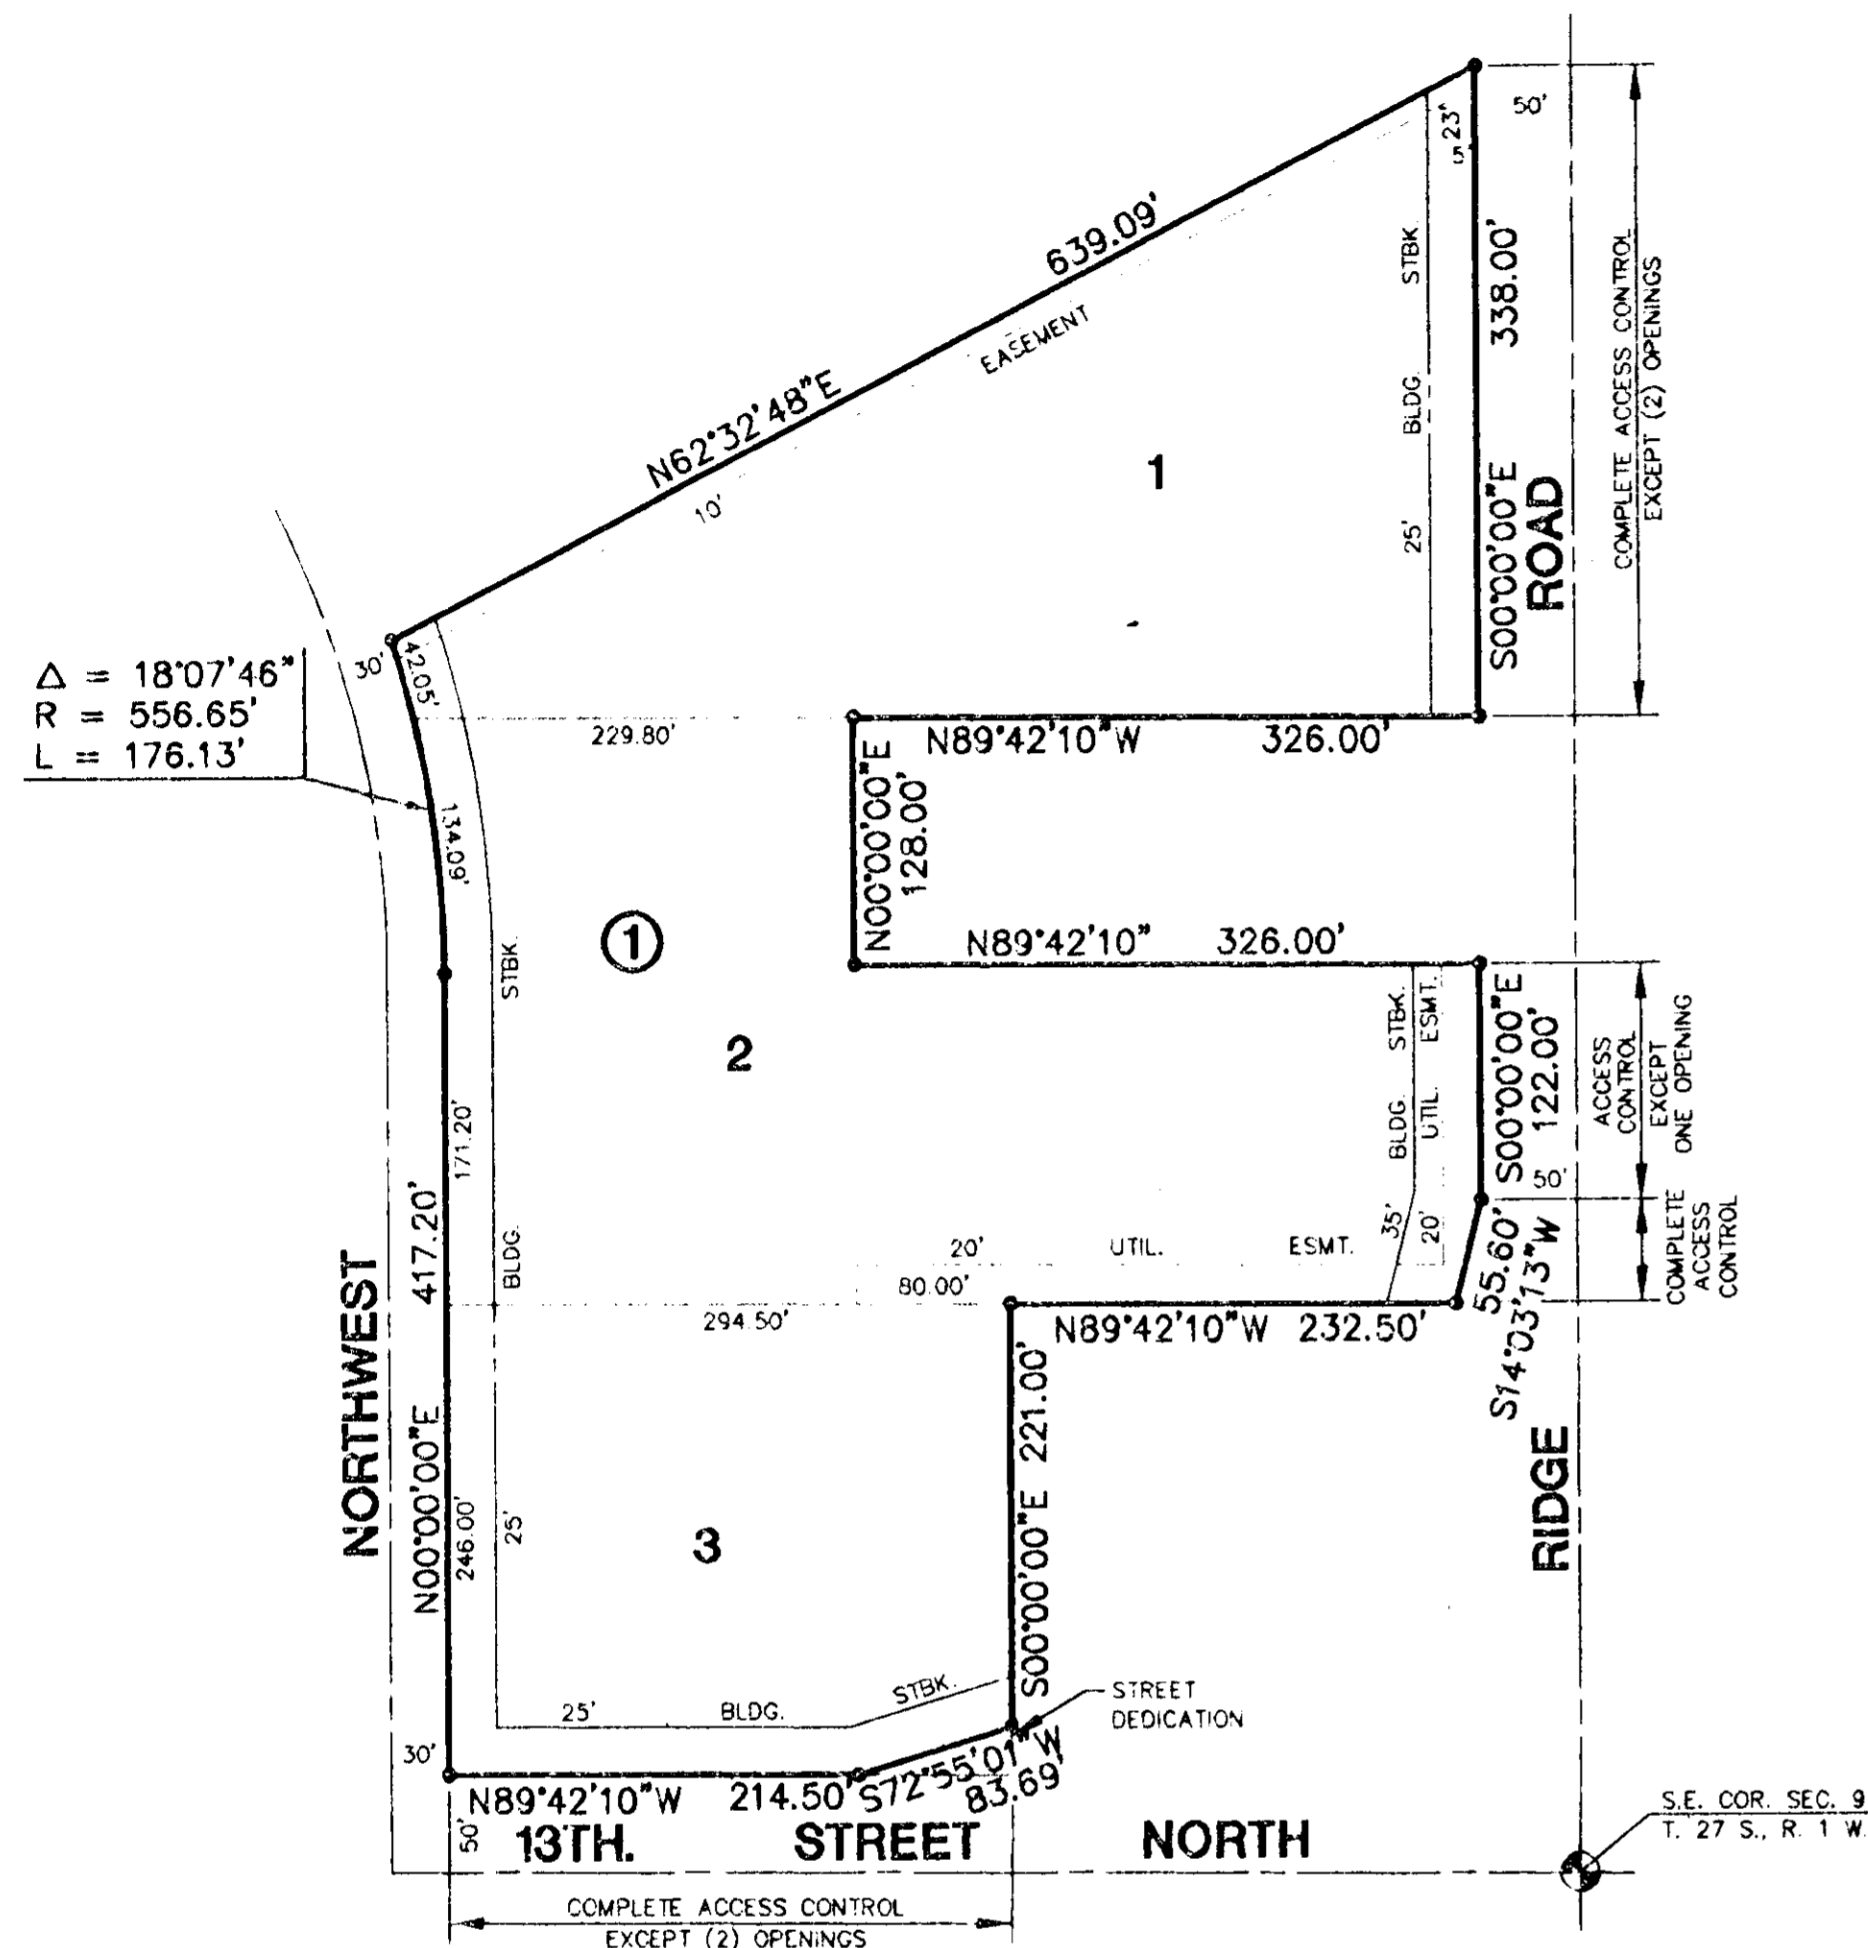 50'
5.23'
639.09'
338.00'
BLDG. STBK
25'
COMPLETE ACCESS CONTROL
EXCEPT (2) OPENINGS
EASEMENT
N62°32'48"E
10'
1
S00°00'00"E
ROAD
Δ = 18°07'46"
R = 556.65'
L = 176.13'
30'
42.05'
229.80'
N89°42'10"W 326.00'
N00°00'00"E
128.00'
134.09'
1
N89°42'10" 326.00'
STBK.
2
BLDG. STBK.
UTIL. ESMT.
S00°00'00"E
122.00'
ACCESS
CONTROL
EXCEPT
ONE OPENING
171.20'
417.20'
BLDG.
50'
35'
20'
55.60'
S14°03'13"W
COMPLETE
ACCESS
CONTROL
20' UTIL. ESMT.
80.00'
294.50'
N89°42'10"W 232.50'
NORTHWEST
N00°00'00"E
246.00'
25'
3
S00°00'00"E 221.00'
RIDGE
25' BLDG. STBK.
STREET
DEDICATION
30'
N89°42'10"W 214.50'
S72°55'01"W
83.69'
50'
13TH. STREET NORTH
S.E. COR. SEC. 9
T. 27 S., R. 1 W.
COMPLETE ACCESS CONTROL
EXCEPT (2) OPENINGS